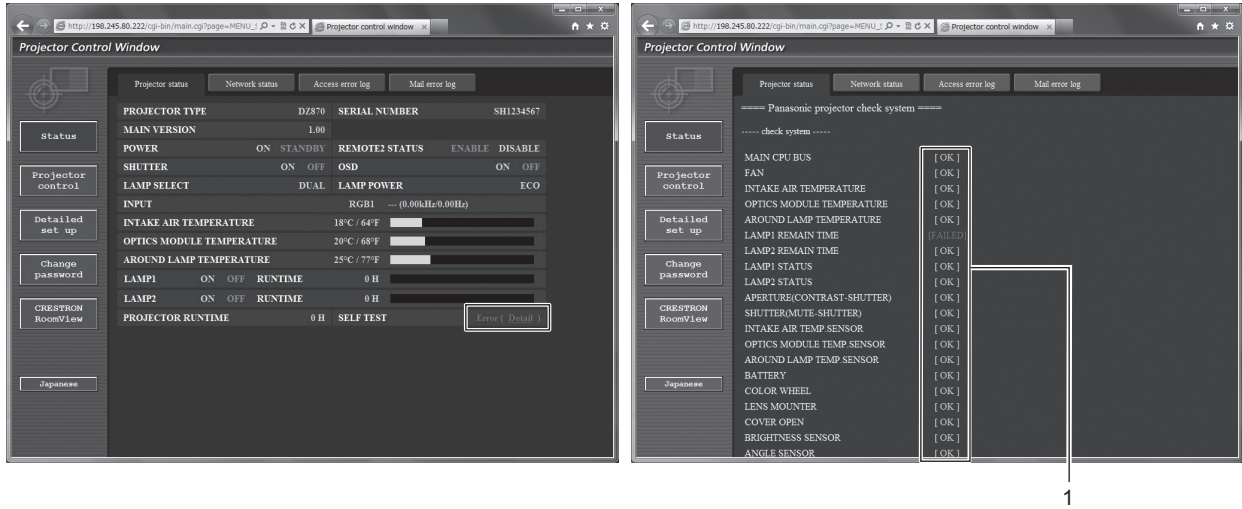 http://198.245.80.222/cgi-bin/main.cgi?page=MENU_S
Projector control window
Projector Control Window
Projector status
Network status
Access error log
Mail error log
Status
Projector control
Detailed set up
Change password
CRESTRON RoomView
Japanese
PROJECTOR TYPE DZ870 SERIAL NUMBER SH1234567
MAIN VERSION 1.00
POWER ON STANDBY REMOTE2 STATUS ENABLE DISABLE
SHUTTER ON OFF OSD ON OFF
LAMP SELECT DUAL LAMP POWER ECO
INPUT RGB1 --- (0.00kHz/0.00Hz)
INTAKE AIR TEMPERATURE 18°C / 64°F
OPTICS MODULE TEMPERATURE 20°C / 68°F
AROUND LAMP TEMPERATURE 25°C / 77°F
LAMP1 ON OFF RUNTIME 0 H
LAMP2 ON OFF RUNTIME 0 H
PROJECTOR RUNTIME 0 H SELF TEST Error ( Detail )
http://198.245.80.222/cgi-bin/main.cgi?page=MENU_S
Projector control window
Projector Control Window
Projector status
Network status
Access error log
Mail error log
Status
Projector control
Detailed set up
Change password
CRESTRON RoomView
Japanese
==== Panasonic projector check system ====
----- check system -----
MAIN CPU BUS [ OK ]
FAN [ OK ]
INTAKE AIR TEMPERATURE [ OK ]
OPTICS MODULE TEMPERATURE [ OK ]
AROUND LAMP TEMPERATURE [ OK ]
LAMP1 REMAIN TIME [FAILED]
LAMP2 REMAIN TIME [ OK ]
LAMP1 STATUS [ OK ]
LAMP2 STATUS [ OK ]
APERTURE(CONTRAST-SHUTTER) [ OK ]
SHUTTER(MUTE-SHUTTER) [ OK ]
INTAKE AIR TEMP.SENSOR [ OK ]
OPTICS MODULE TEMP.SENSOR [ OK ]
AROUND LAMP TEMP.SENSOR [ OK ]
BATTERY [ OK ]
COLOR WHEEL [ OK ]
LENS MOUNTER [ OK ]
COVER OPEN [ OK ]
BRIGHTNESS SENSOR [ OK ]
ANGLE SENSOR [ OK ]
1